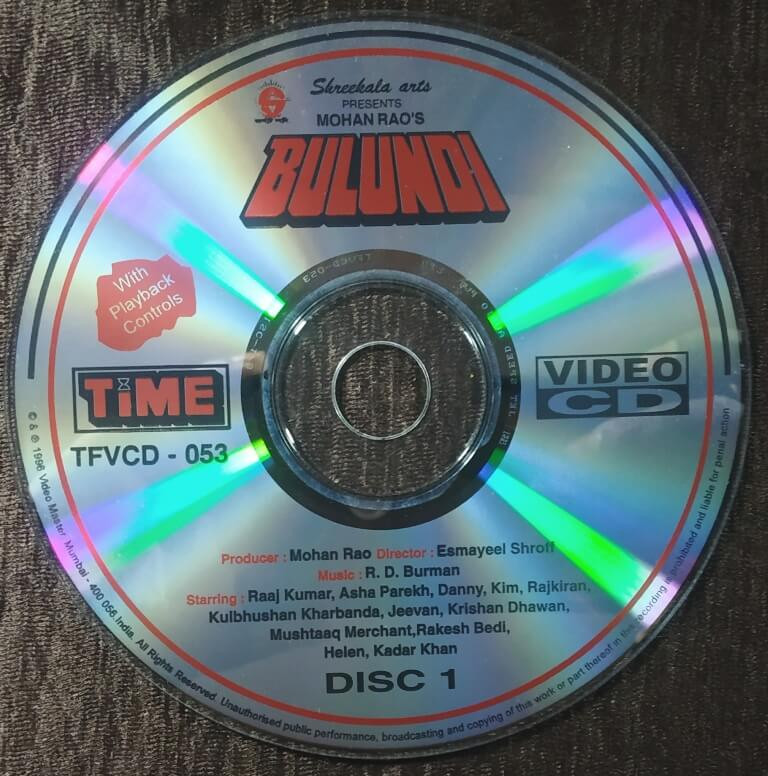 Shreekala arts
PRESENTS
MOHAN RAO'S
BULUNDI
With
Playback
Controls
TiME
TFVCD - 053
VIDEO
CD
Producer : Mohan Rao Director : Esmayeel Shroff
Music : R. D. Burman
Starring : Raaj Kumar, Asha Parekh, Danny, Kim, Rajkiran,
Kulbhushan Kharbanda, Jeevan, Krishan Dhawan,
Mushtaaq Merchant,Rakesh Bedi,
Helen, Kadar Khan
DISC 1
© & ℗ 1996 Video Master Mumbai - 400 056.India. All Rights Reserved. Unauthorised public performance, broadcasting and copying of this work or part thereof in the recording is prohibited and liable for penal action